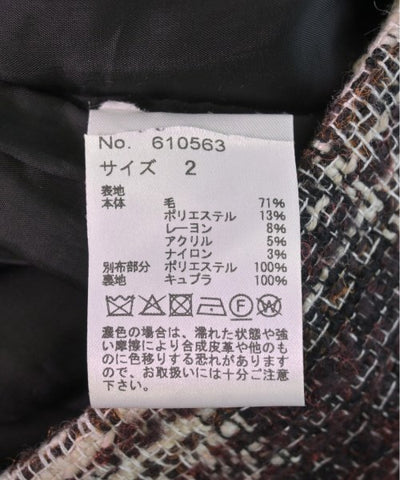 No. 610563
サイズ 2
表地
本体 毛 71%
ポリエステル 13%
レーヨン 8%
アクリル 5%
ナイロン 3%
別布部分 ポリエステル 100%
裏地 キュプラ 100%
F W
濃色の場合は、濡れた状態や強
い摩擦により合成皮革や他のも
のに色移りする恐れがあります
ので、お取扱いには十分ご注意
下さい。